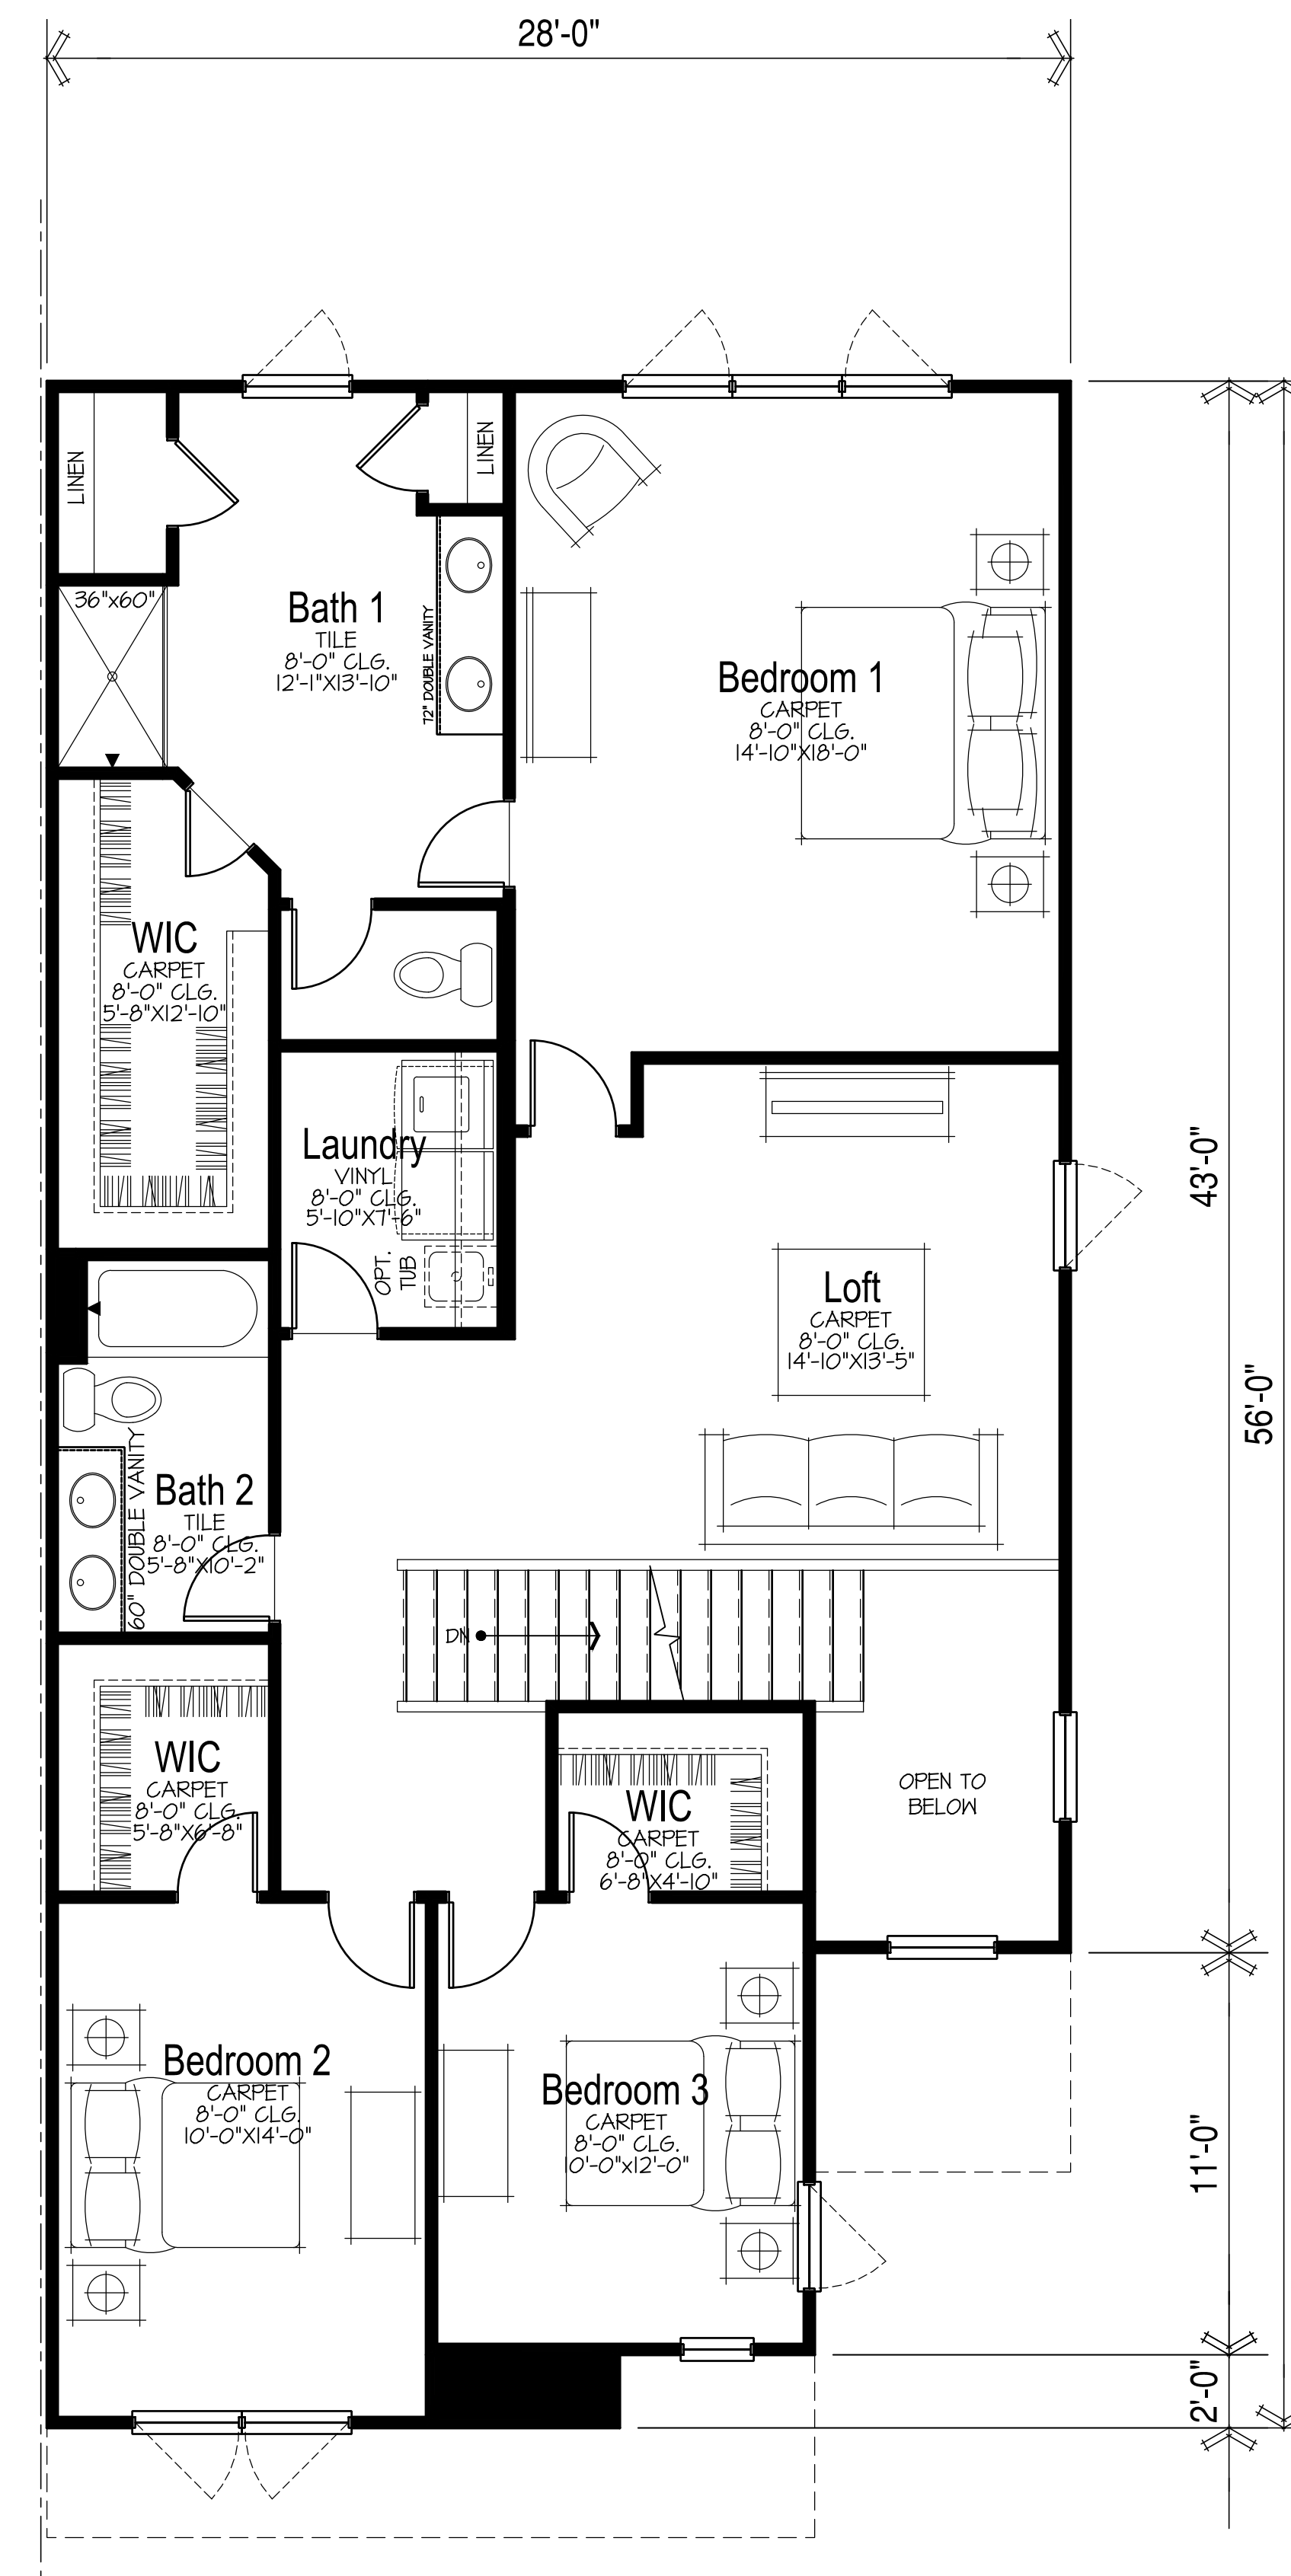 28'-0"
LINEN
LINEN
36"x60"
Bath 1
TILE
8'-0" CLG.
12'-1"X13'-10"
72" DOUBLE VANITY
Bedroom 1
CARPET
8'-0" CLG.
14'-10"X18'-0"
WIC
CARPET
8'-0" CLG.
5'-8"X12'-10"
Laundry
VINYL
8'-0" CLG.
5'-10"X7'-6"
OPT.
TUB
43'-0"
Loft
CARPET
8'-0" CLG.
14'-10"X13'-5"
56'-0"
60" DOUBLE VANITY
Bath 2
TILE
8'-0" CLG.
5'-8"X10'-2"
DN
WIC
CARPET
8'-0" CLG.
5'-8"X6'-8"
WIC
CARPET
8'-0" CLG.
6'-8"X4'-10"
OPEN TO
BELOW
Bedroom 2
CARPET
8'-0" CLG.
10'-0"X14'-0"
Bedroom 3
CARPET
8'-0" CLG.
10'-0"x12'-0"
11'-0"
2'-0"